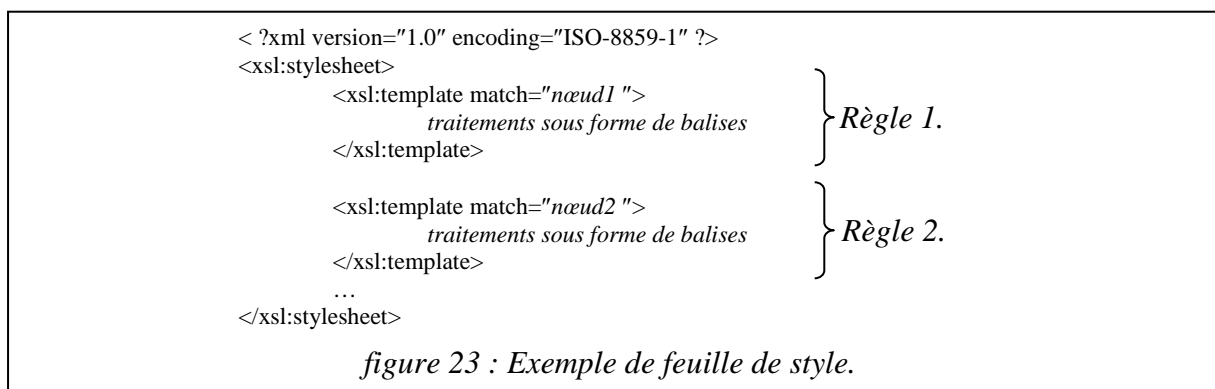 < ?xml version="1.0" encoding="ISO-8859-1" ?>
<xsl:stylesheet>
<xsl:template match="nœud1 ">
traitements sous forme de balises
</xsl:template>
Règle 1.
<xsl:template match="nœud2 ">
traitements sous forme de balises
</xsl:template>
Règle 2.
…
</xsl:stylesheet>
figure 23 : Exemple de feuille de style.